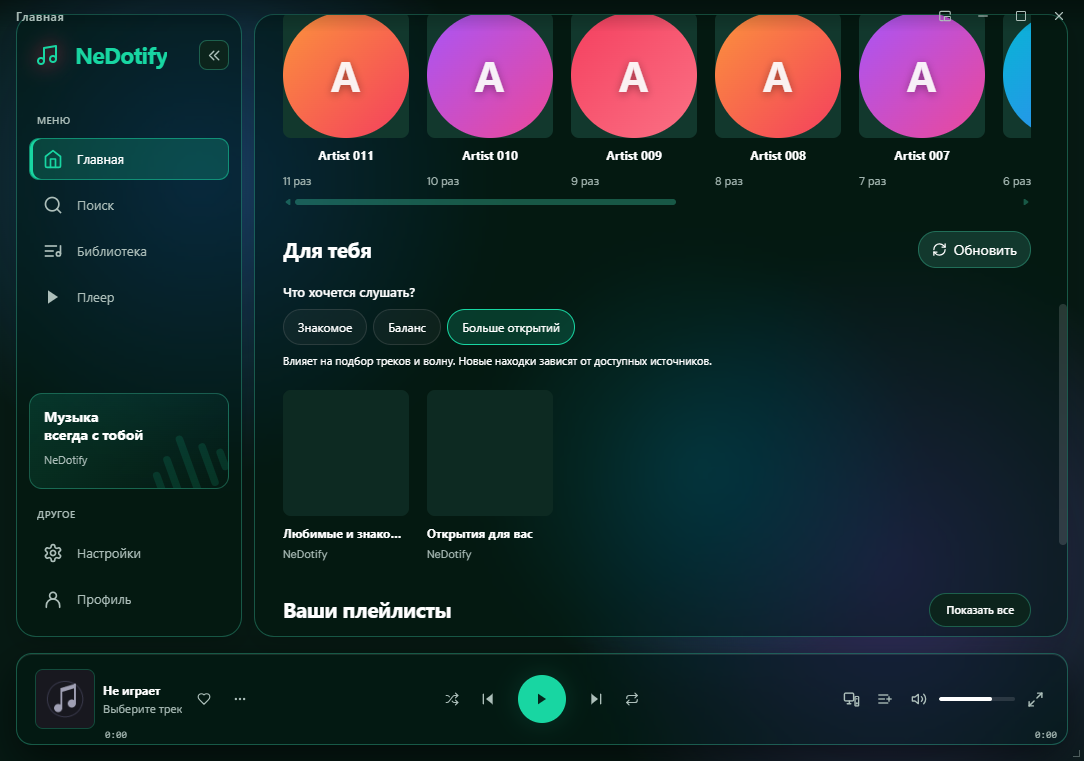 Главная
NeDotify
МЕНЮ
Главная
Поиск
Библиотека
Плеер
Музыка
всегда с тобой
NeDotify
ДРУГОЕ
Настройки
Профиль
A A A A A
Artist 011 Artist 010 Artist 009 Artist 008 Artist 007
11 раз 10 раз 9 раз 8 раз 7 раз 6 раз
Для тебя
Обновить
Что хочется слушать?
Знакомое Баланс Больше открытий
Влияет на подбор треков и волну. Новые находки зависят от доступных источников.
Любимые и знако... Открытия для вас
NeDotify NeDotify
Ваши плейлисты
Показать все
Не играет
Выберите трек
0:00 0:00